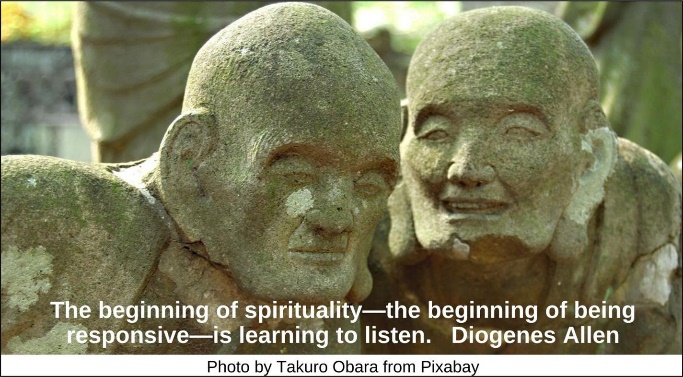 The beginning of spirituality—the beginning of being
responsive—is learning to listen.   Diogenes Allen
Photo by Takuro Obara from Pixabay